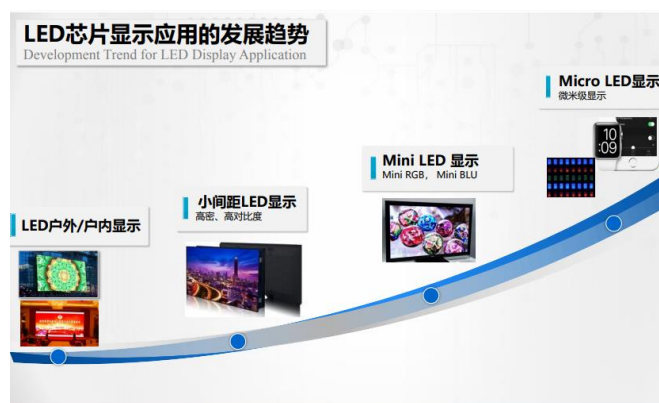 LED芯片显示应用的发展趋势
Development Trend for LED Display Application
Micro LED显示
微米级显示
10
:09
Mini LED 显示
Mini RGB， Mini BLU
小间距LED显示
高密、高对比度
LED户外/户内显示